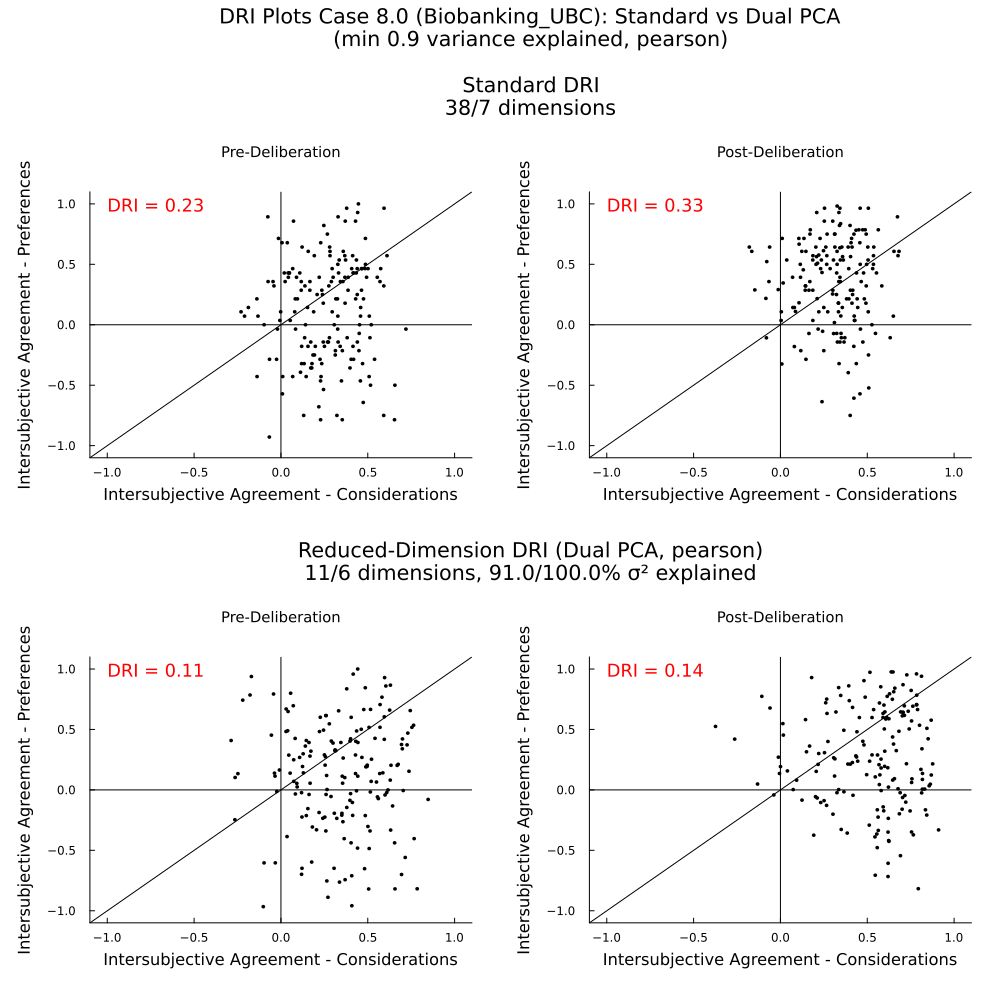 DRI Plots Case 8.0 (Biobanking_UBC): Standard vs Dual PCA
(min 0.9 variance explained, pearson)
Standard DRI
38/7 dimensions
Pre-Deliberation
DRI = 0.23
Intersubjective Agreement - Preferences
1.0
0.5
0.0
−0.5
−1.0
−1.0 −0.5 0.0 0.5 1.0
Intersubjective Agreement - Considerations
Post-Deliberation
DRI = 0.33
Intersubjective Agreement - Preferences
1.0
0.5
0.0
−0.5
−1.0
−1.0 −0.5 0.0 0.5 1.0
Intersubjective Agreement - Considerations
Reduced-Dimension DRI (Dual PCA, pearson)
11/6 dimensions, 91.0/100.0% σ² explained
Pre-Deliberation
DRI = 0.11
Intersubjective Agreement - Preferences
1.0
0.5
0.0
−0.5
−1.0
−1.0 −0.5 0.0 0.5 1.0
Intersubjective Agreement - Considerations
Post-Deliberation
DRI = 0.14
Intersubjective Agreement - Preferences
1.0
0.5
0.0
−0.5
−1.0
−1.0 −0.5 0.0 0.5 1.0
Intersubjective Agreement - Considerations